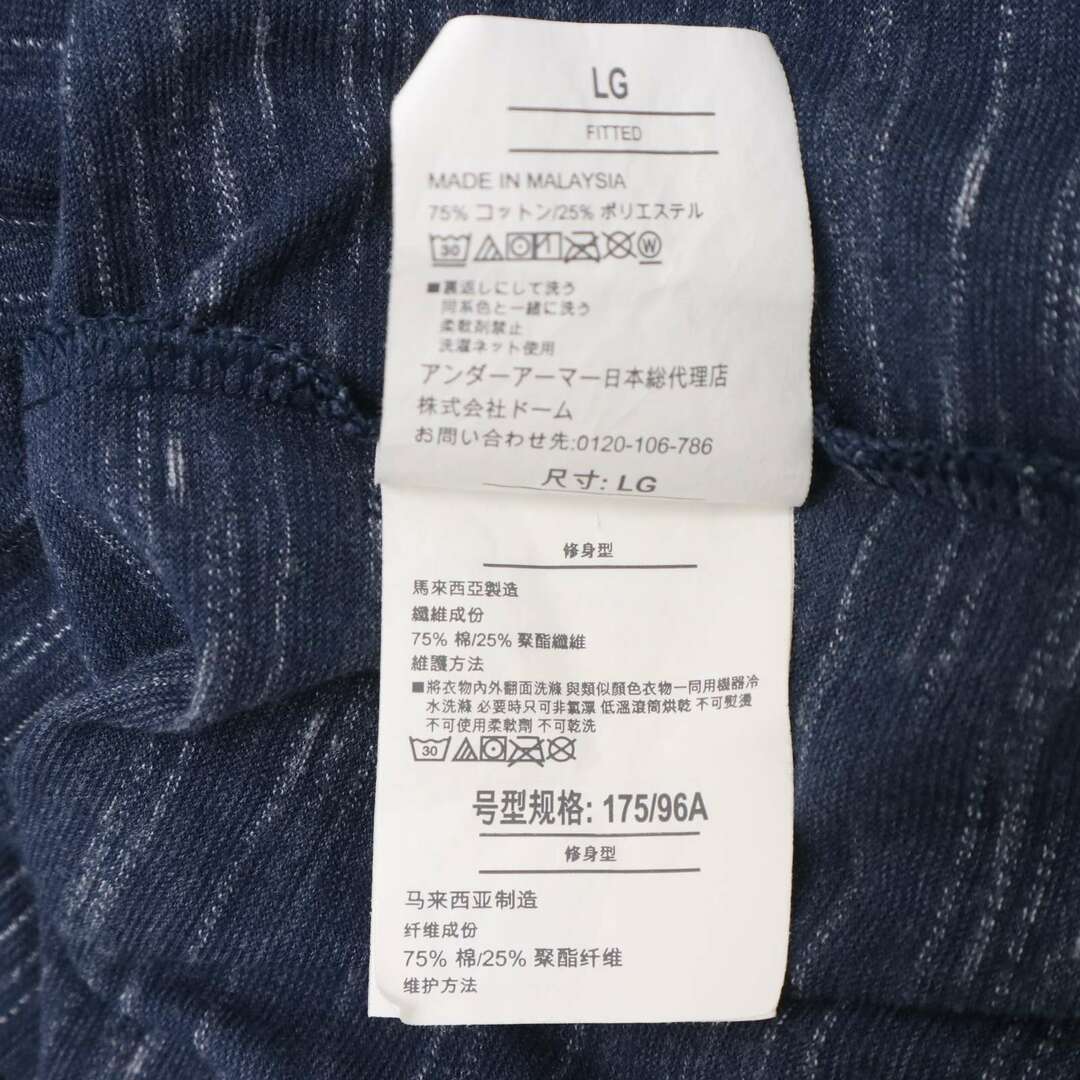 LG
FITTED
MADE IN MALAYSIA
75% コットン/25% ポリエステル
30 W
■裏返しにして洗う
同系色と一緒に洗う
柔軟剤禁止
洗濯ネット使用
アンダーアーマー日本総代理店
株式会社ドーム
お問い合わせ先:0120-106-786
尺寸: LG
修身型
馬來西亞製造
纖維成份
75% 棉/25% 聚酯纖維
維護方法
■將衣物內外翻面洗滌 與類似顏色衣物一同用機器冷
水洗滌 必要時只可非氯漂 低溫滾筒烘乾 不可熨燙
不可使用柔軟劑 不可乾洗
30
号型规格: 175/96A
修身型
马来西亚制造
纤维成份
75% 棉/25% 聚酯纤维
维护方法